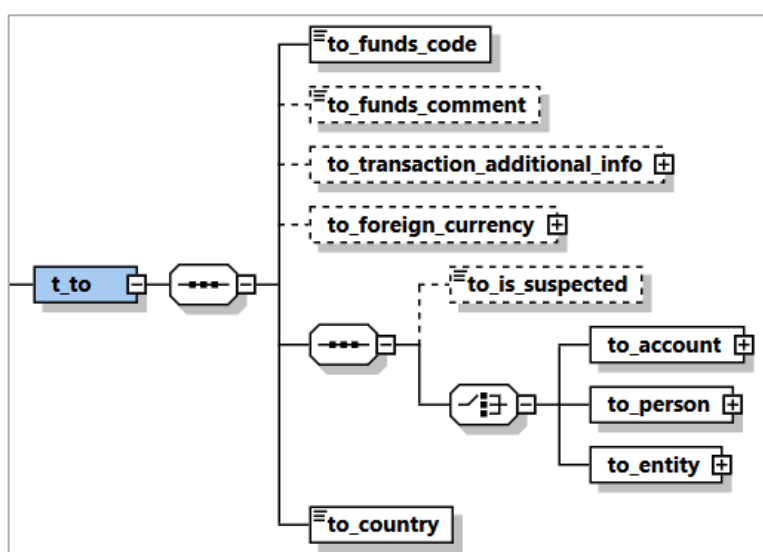 to_funds_code
to_funds_comment
to_transaction_additional_info
to_foreign_currency
t_to
to_is_suspected
to_account
to_person
to_entity
to_country